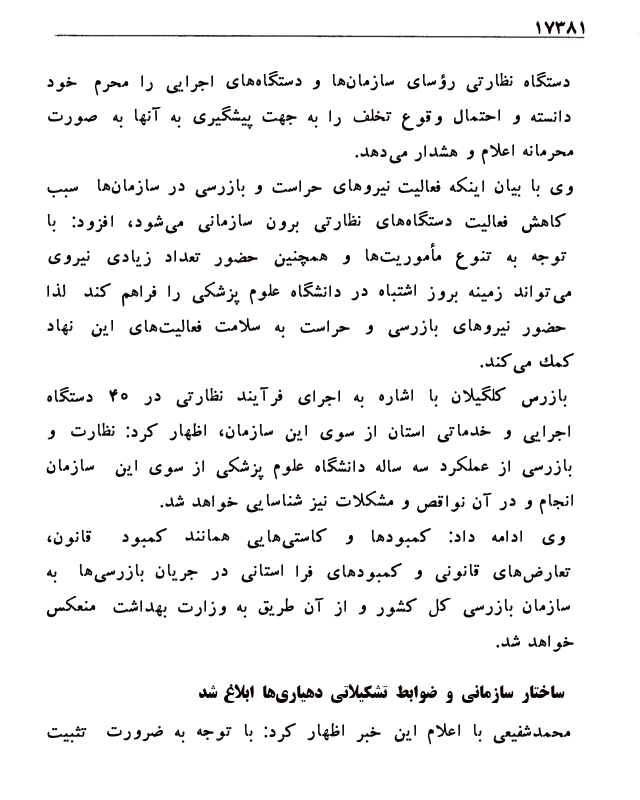 ۱۷۳۸۱
دستگاه نظارتی رؤسای سازمان‌ها و دستگاه‌های اجرایی را محرم خود
دانسته و احتمال وقوع تخلف را به جهت پیشگیری به آنها به صورت
محرمانه اعلام و هشدار می‌دهد.
وی با بیان اینکه فعالیت نیروهای حراست و بازرسی در سازمان‌ها سبب
کاهش فعالیت دستگاه‌های نظارتی برون سازمانی می‌شود، افزود: با
توجه به تنوع مأموریت‌ها و همچنین حضور تعداد زیادی نیروی
می‌تواند زمینه بروز اشتباه در دانشگاه علوم پزشکی را فراهم کند لذا
حضور نیروهای بازرسی و حراست به سلامت فعالیت‌های این نهاد
کمك می‌کند.
بازرس کلگیلان با اشاره به اجرای فرآیند نظارتی در ۴۰ دستگاه
اجرایی و خدماتی استان از سوی این سازمان، اظهار کرد: نظارت و
بازرسی از عملکرد سه ساله دانشگاه علوم پزشکی از سوی این سازمان
انجام و در آن نواقص و مشکلات نیز شناسایی خواهد شد.
وی ادامه داد: کمبودها و کاستی‌هایی همانند کمبود قانون،
تعارض‌های قانونی و کمبودهای فرا استانی در جریان بازرسی‌ها به
سازمان بازرسی کل کشور و از آن طریق به وزارت بهداشت منعکس
خواهد شد.
ساختار سازمانی و ضوابط تشکیلاتی دهیاری‌ها ابلاغ شد
محمدشفیعی با اعلام این خبر اظهار کرد: با توجه به ضرورت تثبیت